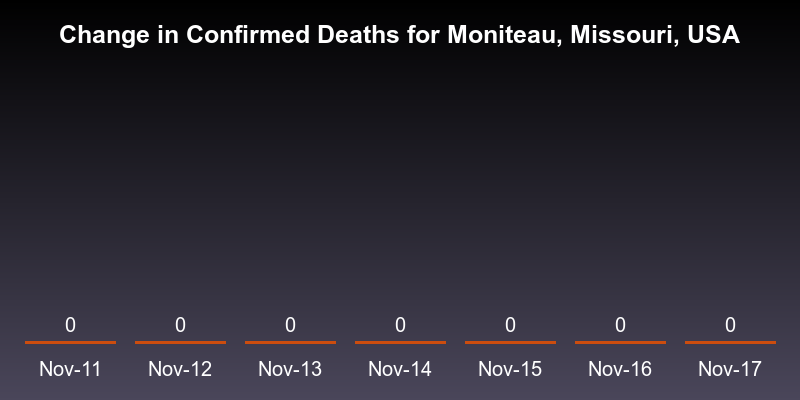 Change in Confirmed Deaths for Moniteau, Missouri, USA
0 0 0 0 0 0 0
Nov-11 Nov-12 Nov-13 Nov-14 Nov-15 Nov-16 Nov-17